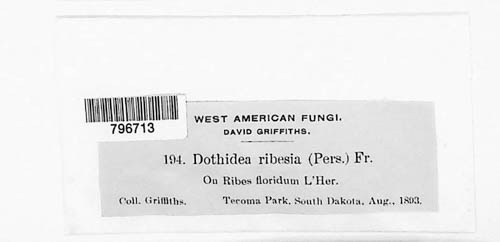 796713
WEST AMERICAN FUNGI.
DAVID GRIFFITHS.
194. Dothidea ribesia (Pers.) Fr.
On Ribes floridum L'Her.
Coll. Griffiths. Tecoma Park, South Dakota, Aug., 1893.